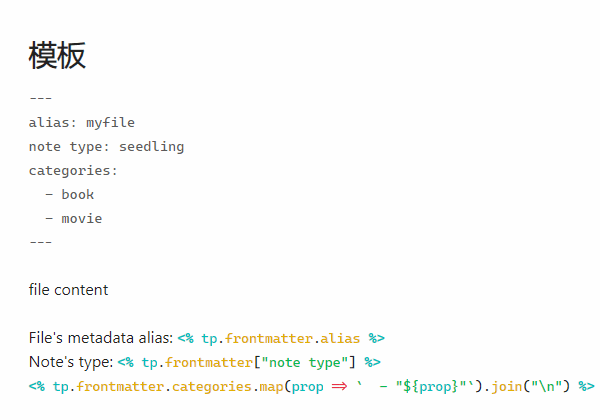 模板
---
alias: myfile
note type: seedling
categories:
  - book
  - movie
---
file content
File's metadata alias: <% tp.frontmatter.alias %>
Note's type: <% tp.frontmatter["note type"] %>
<% tp.frontmatter.categories.map(prop => `  - "${prop}"`).join("\n") %>